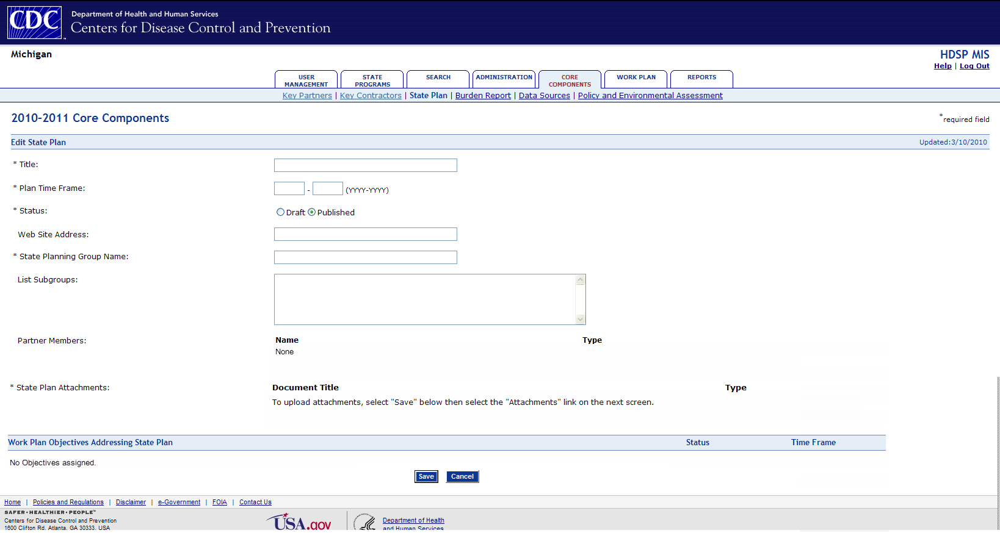 CDC
Department of Health and Human Services
Centers for Disease Control and Prevention
Michigan
HDSP MIS
Help | Log Out
USER MANAGEMENT
STATE PROGRAMS
SEARCH
ADMINISTRATION
CORE COMPONENTS
WORK PLAN
REPORTS
Key Partners | Key Contractors | State Plan | Burden Report | Data Sources | Policy and Environmental Assessment
2010-2011 Core Components
*required field
Edit State Plan
Updated:3/10/2010
* Title:
* Plan Time Frame:
- (YYYY-YYYY)
* Status:
Draft Published
Web Site Address:
* State Planning Group Name:
List Subgroups:
Partner Members:
Name Type
None
* State Plan Attachments:
Document Title Type
To upload attachments, select "Save" below then select the "Attachments" link on the next screen.
Work Plan Objectives Addressing State Plan Status Time Frame
No Objectives assigned.
Save Cancel
Home | Policies and Regulations | Disclaimer | e-Government | FOIA | Contact Us
SAFER·HEALTHIER·PEOPLE™
Centers for Disease Control and Prevention
1600 Clifton Rd, Atlanta, GA 30333, USA
USA.gov
Department of Health
and Human Services